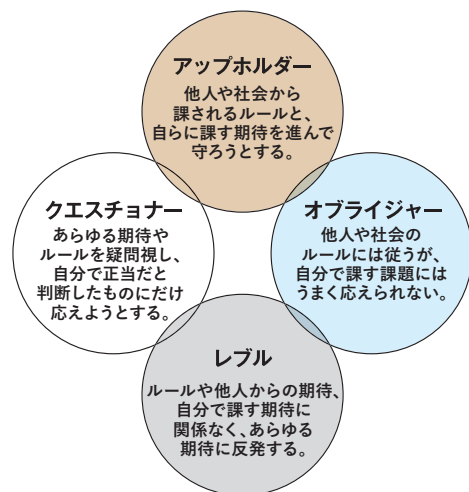 アップホルダー
他人や社会から
課されるルールと、
自らに課す期待を進んで
守ろうとする。
クエスチョナー
あらゆる期待や
ルールを疑問視し、
自分で正当だと
判断したものにだけ
応えようとする。
オブライジャー
他人や社会の
ルールには従うが、
自分で課す課題には
うまく応えられない。
レブル
ルールや他人からの期待、
自分で課す期待に
関係なく、あらゆる
期待に反発する。